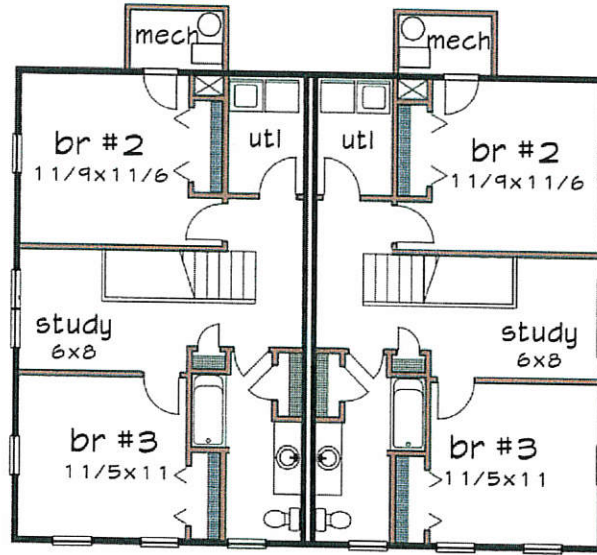 mech
mech
br #2
11/9x11/6
utl
utl
br #2
11/9x11/6
study
6x8
study
6x8
br #3
11/5x11
br #3
11/5x11